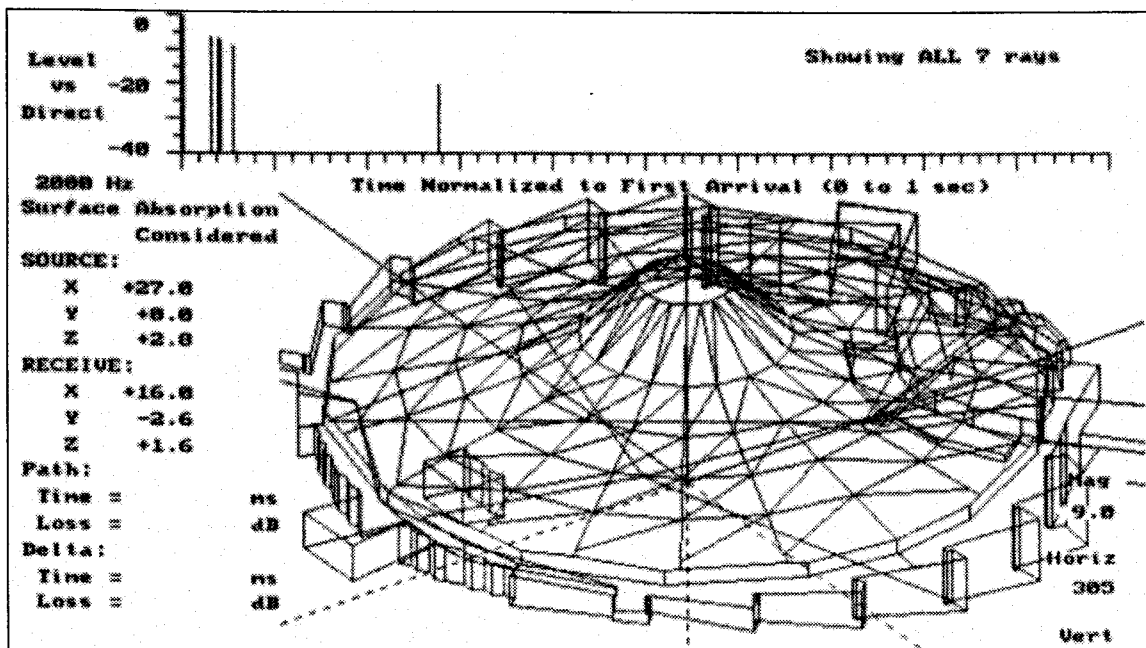 0
Level
vs -20
Direct
-40
Showing ALL 7 rays
2000 Hz
Time Normalized to First Arrival (0 to 1 sec)
Surface Absorption
Considered
SOURCE:
X +27.0
Y +0.0
Z +2.0
RECEIVE:
X +16.0
Y -2.6
Z +1.6
Path:
Time = ms
Loss = dB
Delta:
Time = ms
Loss = dB
Mag
9.0
Horiz
305
Vert